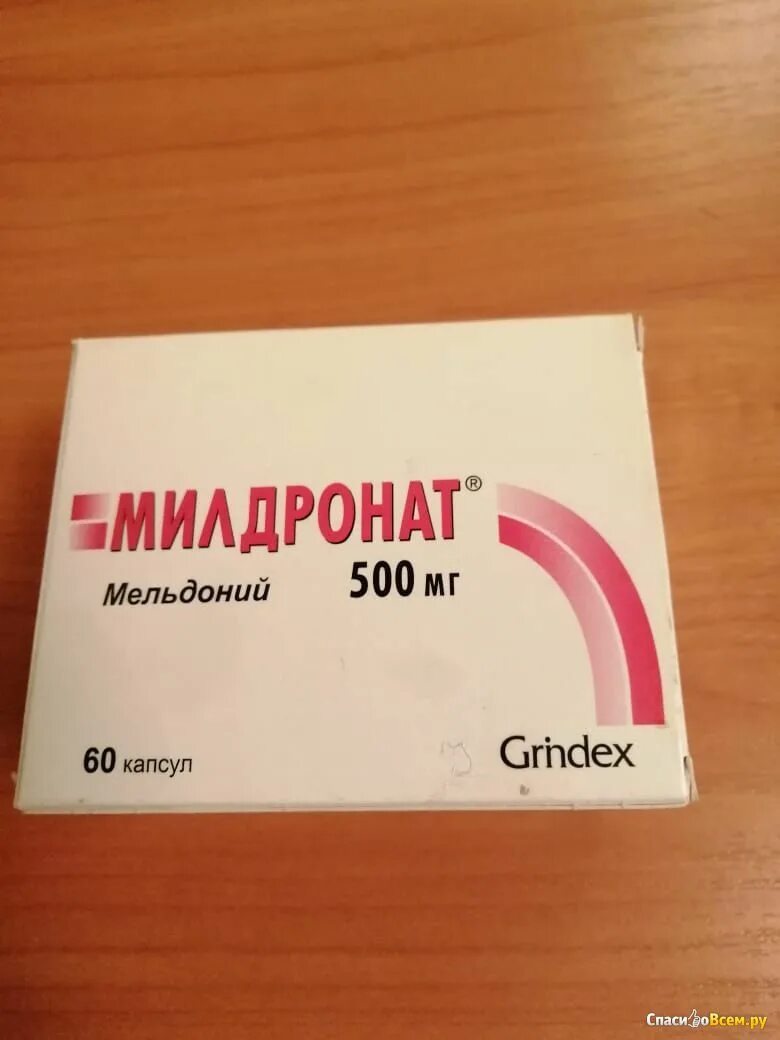 МИЛДРОНАТ®
Мельдоний 500 мг
60 капсул
Grindex
СпасибоВсем.ру